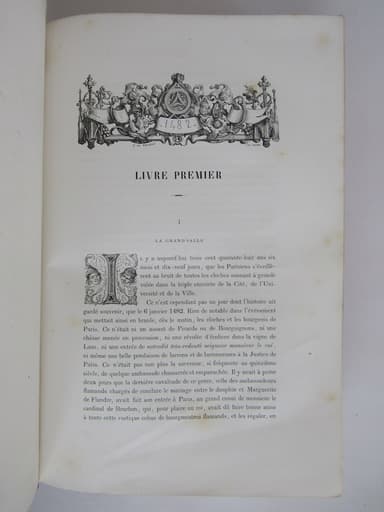 1482
LIVRE PREMIER
I
LA GRAND'SALLE
IL y a aujourd'hui trois cent quarante-huit ans six
mois et dix-neuf jours, que les Parisiens s'éveillè-
rent au bruit de toutes les cloches sonnant à grande
volée dans la triple enceinte de la Cité, de l'Uni-
versité et de la Ville.
Ce n'est cependant pas un jour dont l'histoire ait
gardé souvenir, que le 6 janvier 1482. Rien de notable dans l'événement
qui mettait ainsi en branle, dès le matin, les cloches et les bourgeois de
Paris. Ce n'était ni un assaut de Picards ou de Bourguignons, ni une
châsse menée en procession, ni une révolte d'écoliers dans la vigne de
Laas, ni une entrée de notredit très-redouté seigneur monsieur le roi,
ni même une belle pendaison de larrons et de larronnesses à la Justice de
Paris. Ce n'était pas non plus la survenue, si fréquente au quinzième
siècle, de quelque ambassade chamarrée et empanachée. Il y avait à peine
deux jours que la dernière cavalcade de ce genre, celle des ambassadeurs
flamands chargés de conclure le mariage entre le dauphin et Marguerite
de Flandre, avait fait son entrée à Paris, au grand ennui de monsieur le
cardinal de Bourbon, qui, pour plaire au roi, avait dû faire bonne mine
à toute cette rustique cohue de bourgmestres flamands, et les régaler, en